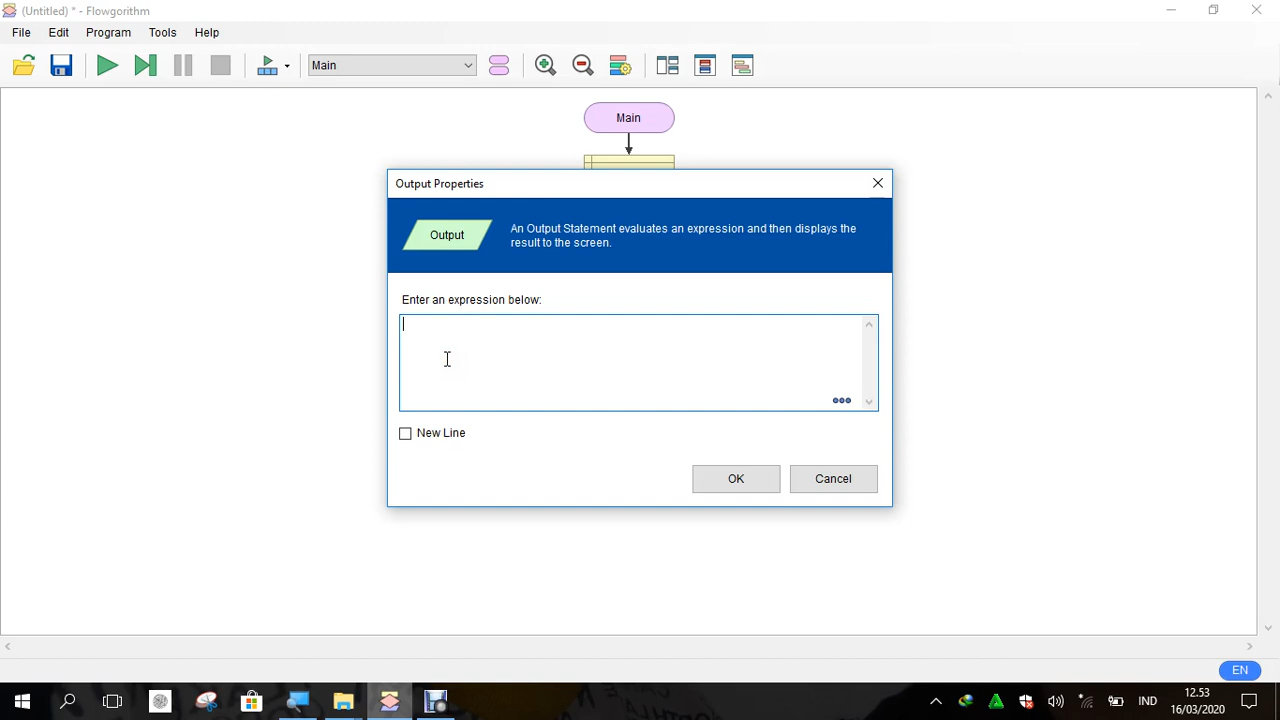 (Untitled) * - Flowgorithm
File Edit Program Tools Help
Main
Main
Output Properties
Output
An Output Statement evaluates an expression and then displays the
result to the screen.
Enter an expression below:
New Line
OK Cancel
EN
IND
12.53
16/03/2020